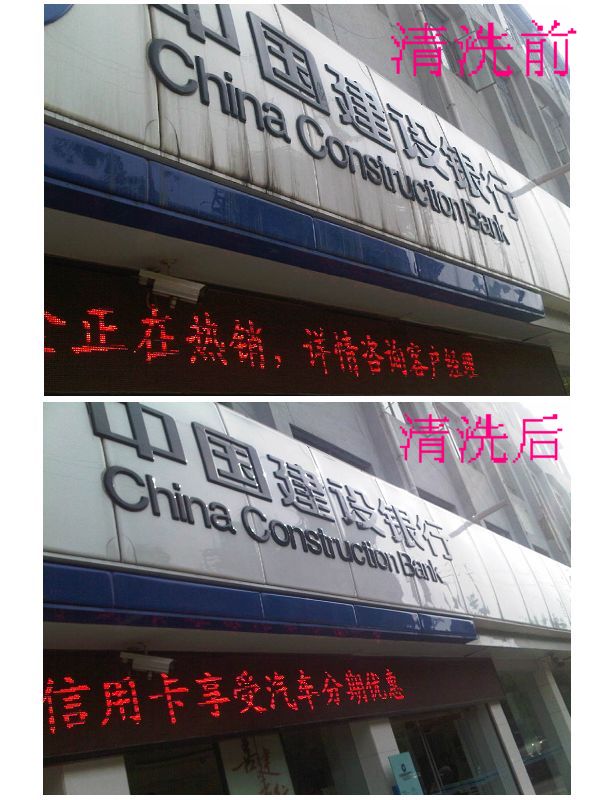 清洗前
中国建设银行
China Construction Bank
正在热销，详情咨询客户经理
清洗后
中国建设银行
China Construction Bank
信用卡享受汽车分期优惠